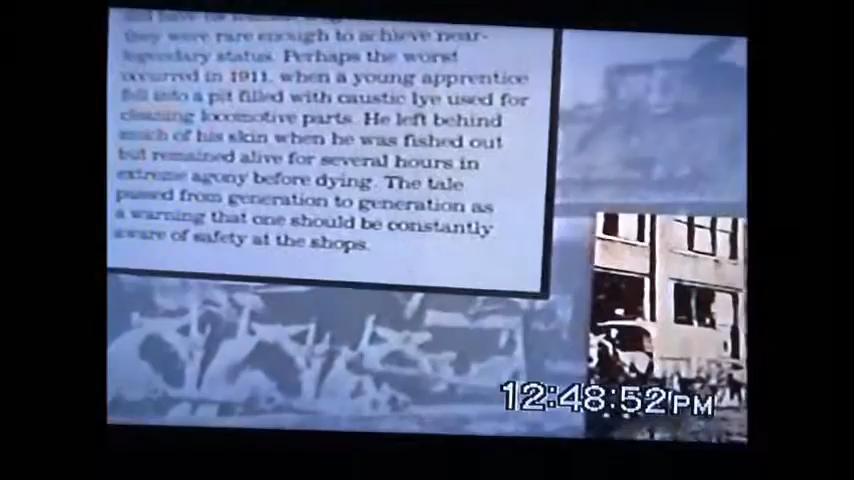 they were rare enough to achieve near-
legendary status. Perhaps the worst
occurred in 1911, when a young apprentice
fell into a pit filled with caustic lye used for
cleaning locomotive parts. He left behind
much of his skin when he was fished out
but remained alive for several hours in
extreme agony before dying. The tale
passed from generation to generation as
a warning that one should be constantly
aware of safety at the shops.
12:48:52 PM